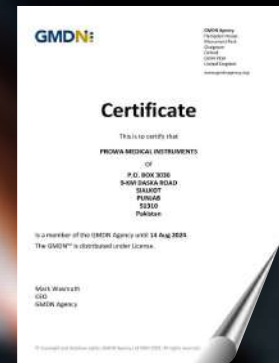 GMDN
GMDN Agency
Certificate
This is to certify that
PROWA MEDICAL INSTRUMENTS
OF
P.O. BOX 3036
9-KM DASKA ROAD
SIALKOT
PUNJAB
51310
Pakistan
is a member of the GMDN Agency until 14 Aug 2024.
The GMDN™ is distributed under License.
Mark Wasmuth
CEO
GMDN Agency